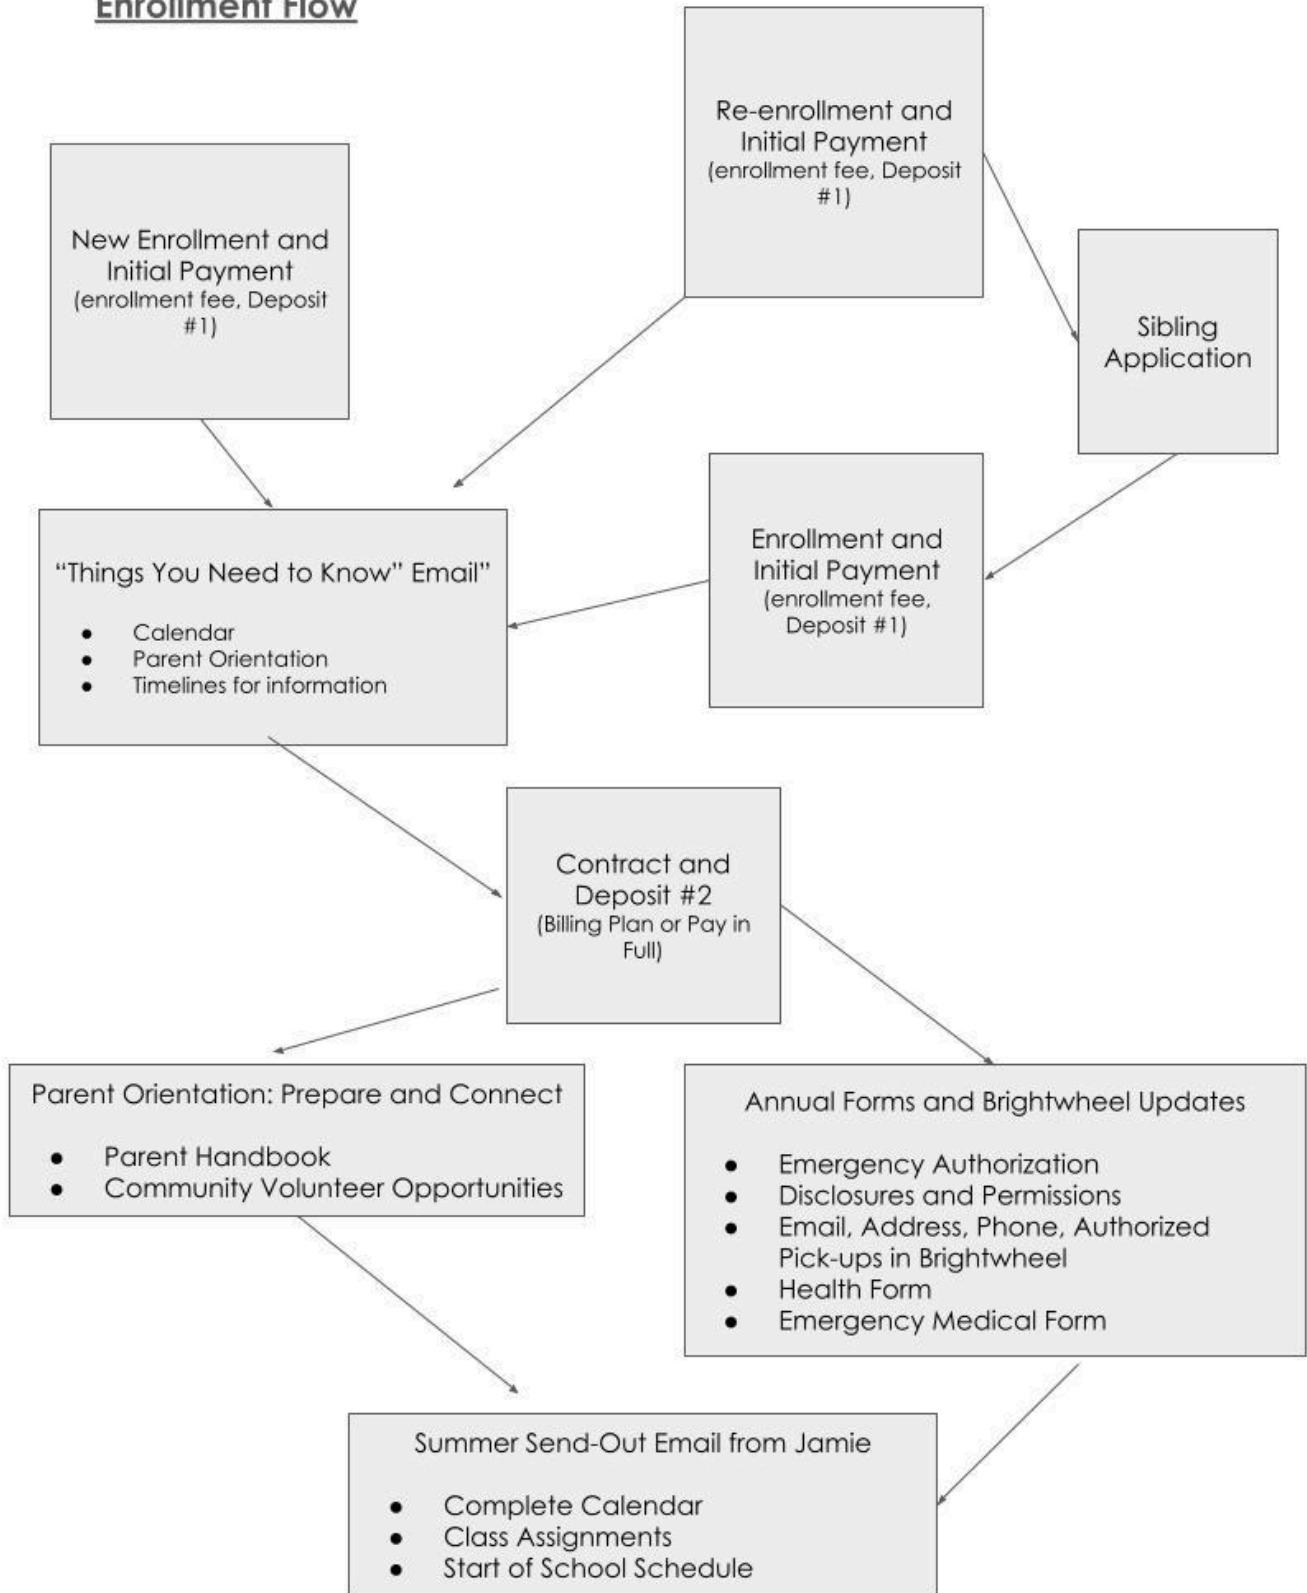 Enrollment Flow
Re-enrollment and
Initial Payment
(enrollment fee, Deposit
#1)
New Enrollment and
Initial Payment
(enrollment fee, Deposit
#1)
Sibling
Application
Enrollment and
Initial Payment
(enrollment fee,
Deposit #1)
“Things You Need to Know” Email”
● Calendar
● Parent Orientation
● Timelines for information
Contract and
Deposit #2
(Billing Plan or Pay in
Full)
Parent Orientation: Prepare and Connect
● Parent Handbook
● Community Volunteer Opportunities
Annual Forms and Brightwheel Updates
● Emergency Authorization
● Disclosures and Permissions
● Email, Address, Phone, Authorized
Pick-ups in Brightwheel
● Health Form
● Emergency Medical Form
Summer Send-Out Email from Jamie
● Complete Calendar
● Class Assignments
● Start of School Schedule